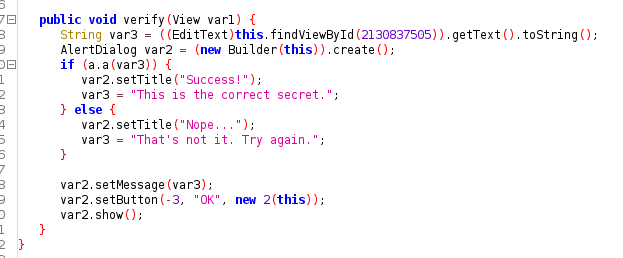 public void verify(View var1) {
String var3 = ((EditText)this.findViewById(2130837505)).getText().toString();
AlertDialog var2 = (new Builder(this)).create();
if (a.a(var3)) {
var2.setTitle("Success!");
var3 = "This is the correct secret.";
} else {
var2.setTitle("Nope...");
var3 = "That's not it. Try again.";
}
var2.setMessage(var3);
var2.setButton(-3, "OK", new 2(this));
var2.show();
}
}